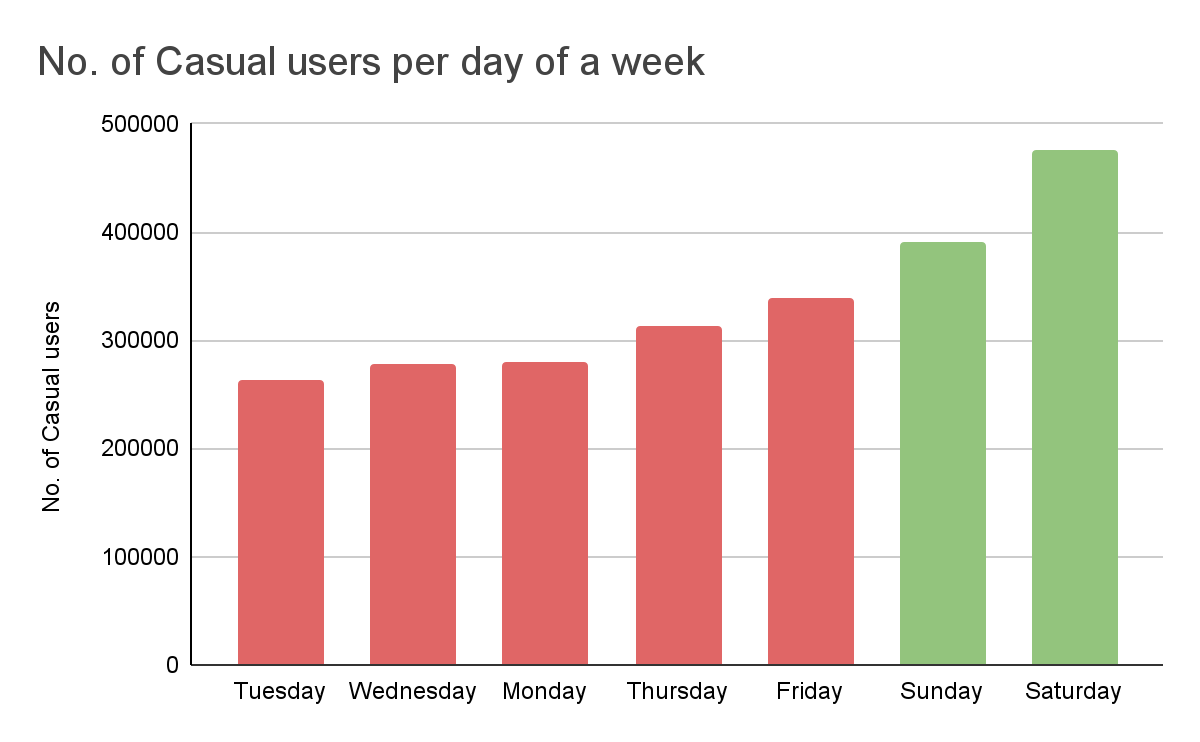 No. of Casual users per day of a week
No. of Casual users
500000
400000
300000
200000
100000
0
Tuesday Wednesday Monday Thursday Friday Sunday Saturday